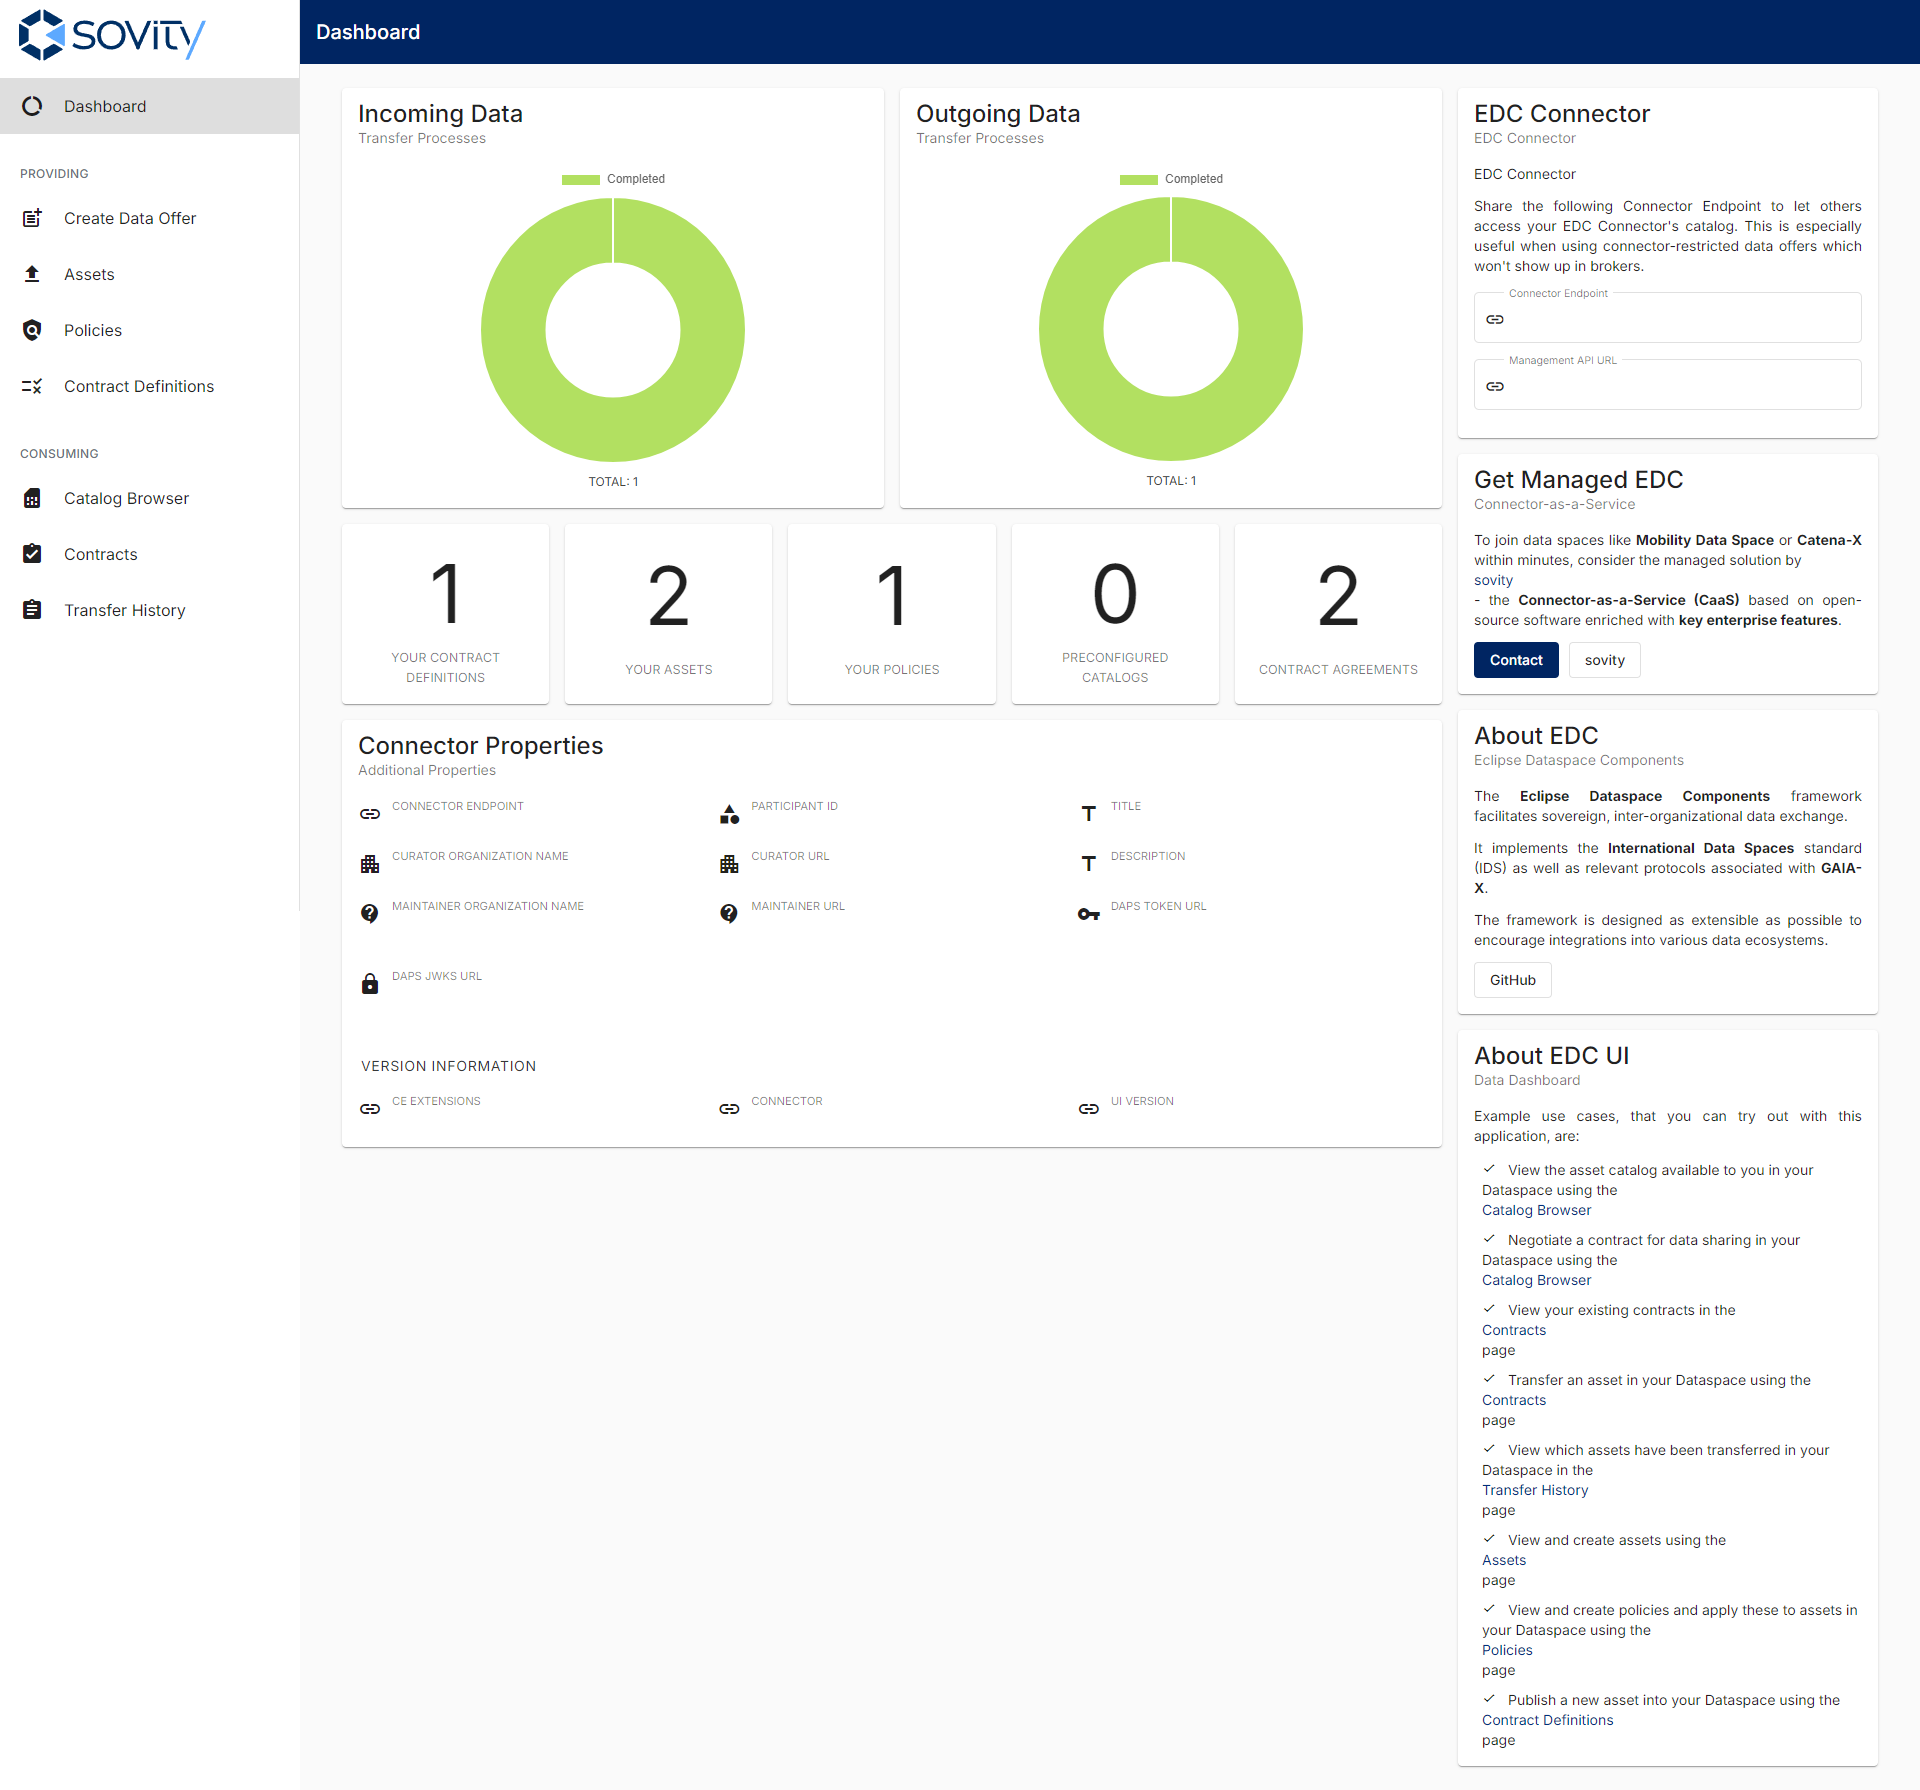 sovity
Dashboard
Dashboard
PROVIDING
Create Data Offer
Assets
Policies
Contract Definitions
CONSUMING
Catalog Browser
Contracts
Transfer History
Incoming Data
Transfer Processes
Completed
TOTAL: 1
Outgoing Data
Transfer Processes
Completed
TOTAL: 1
1
YOUR CONTRACT
DEFINITIONS
2
YOUR ASSETS
1
YOUR POLICIES
0
PRECONFIGURED
CATALOGS
2
CONTRACT AGREEMENTS
Connector Properties
Additional Properties
CONNECTOR ENDPOINT
PARTICIPANT ID
TITLE
CURATOR ORGANIZATION NAME
CURATOR URL
DESCRIPTION
MAINTAINER ORGANIZATION NAME
MAINTAINER URL
DAPS TOKEN URL
DAPS JWKS URL
VERSION INFORMATION
CE EXTENSIONS
CONNECTOR
UI VERSION
EDC Connector
EDC Connector
EDC Connector
Share the following Connector Endpoint to let others
access your EDC Connector's catalog. This is especially
useful when using connector-restricted data offers which
won't show up in brokers.
Connector Endpoint
Management API URL
Get Managed EDC
Connector-as-a-Service
To join data spaces like Mobility Data Space or Catena-X
within minutes, consider the managed solution by
sovity
- the Connector-as-a-Service (CaaS) based on open-
source software enriched with key enterprise features.
Contact
sovity
About EDC
Eclipse Dataspace Components
The Eclipse Dataspace Components framework
facilitates sovereign, inter-organizational data exchange.
It implements the International Data Spaces standard
(IDS) as well as relevant protocols associated with GAIA-
X.
The framework is designed as extensible as possible to
encourage integrations into various data ecosystems.
GitHub
About EDC UI
Data Dashboard
Example use cases, that you can try out with this
application, are:
View the asset catalog available to you in your
Dataspace using the
Catalog Browser
Negotiate a contract for data sharing in your
Dataspace using the
Catalog Browser
View your existing contracts in the
Contracts
page
Transfer an asset in your Dataspace using the
Contracts
page
View which assets have been transferred in your
Dataspace in the
Transfer History
page
View and create assets using the
Assets
page
View and create policies and apply these to assets in
your Dataspace using the
Policies
page
Publish a new asset into your Dataspace using the
Contract Definitions
page